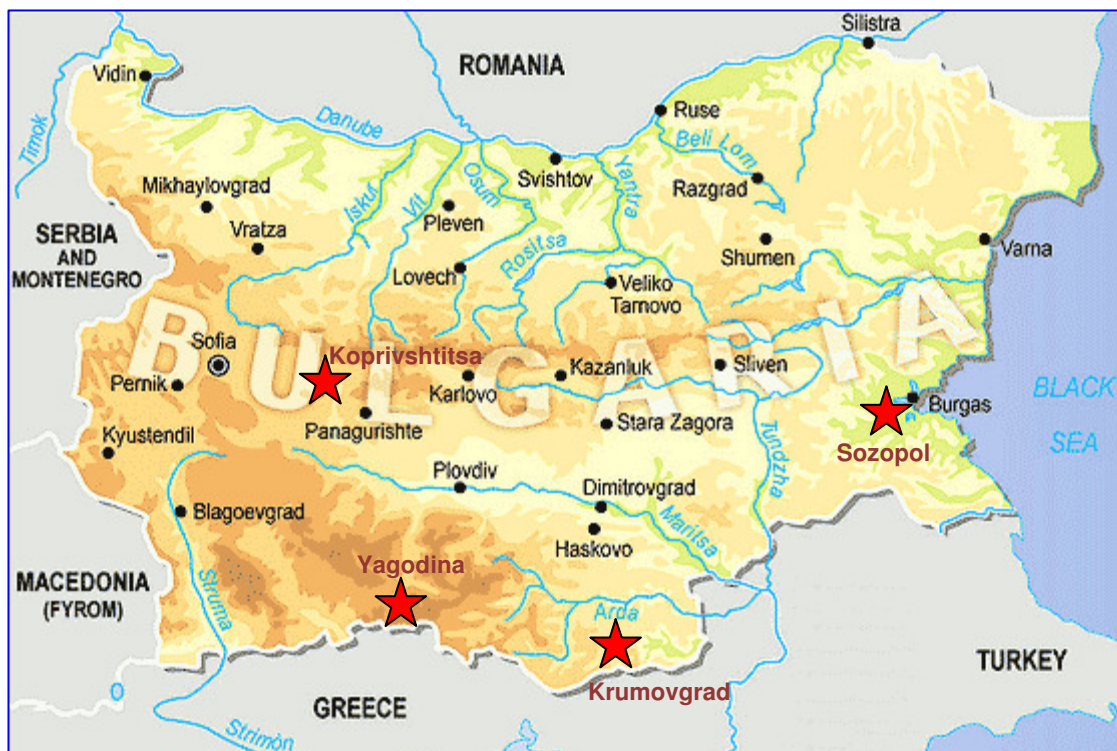 Silistra
ROMANIA
Vidin
Timok
Danube
Ruse
Beli Lom
Svishtov
Yantra
Razgrad
Mikhaylovgrad
Iskur
Vit
Osum
Pleven
Vratza
SERBIA
AND
MONTENEGRO
Rositsa
Shumen
Varna
Lovech
Veliko
Tarnovo
BULGARIA
Sofia
Koprivshtitsa
Pernik
Karlovo
Kazanluk
Sliven
BLACK
SEA
Burgas
Panagurishte
Stara Zagora
Kyustendil
Sozopol
Tundzha
Plovdiv
Dimitrovgrad
Blagoevgrad
Maritsa
Haskovo
MACEDONIA
(FYROM)
Struma
Yagodina
Arda
TURKEY
Krumovgrad
GREECE
Strimòn